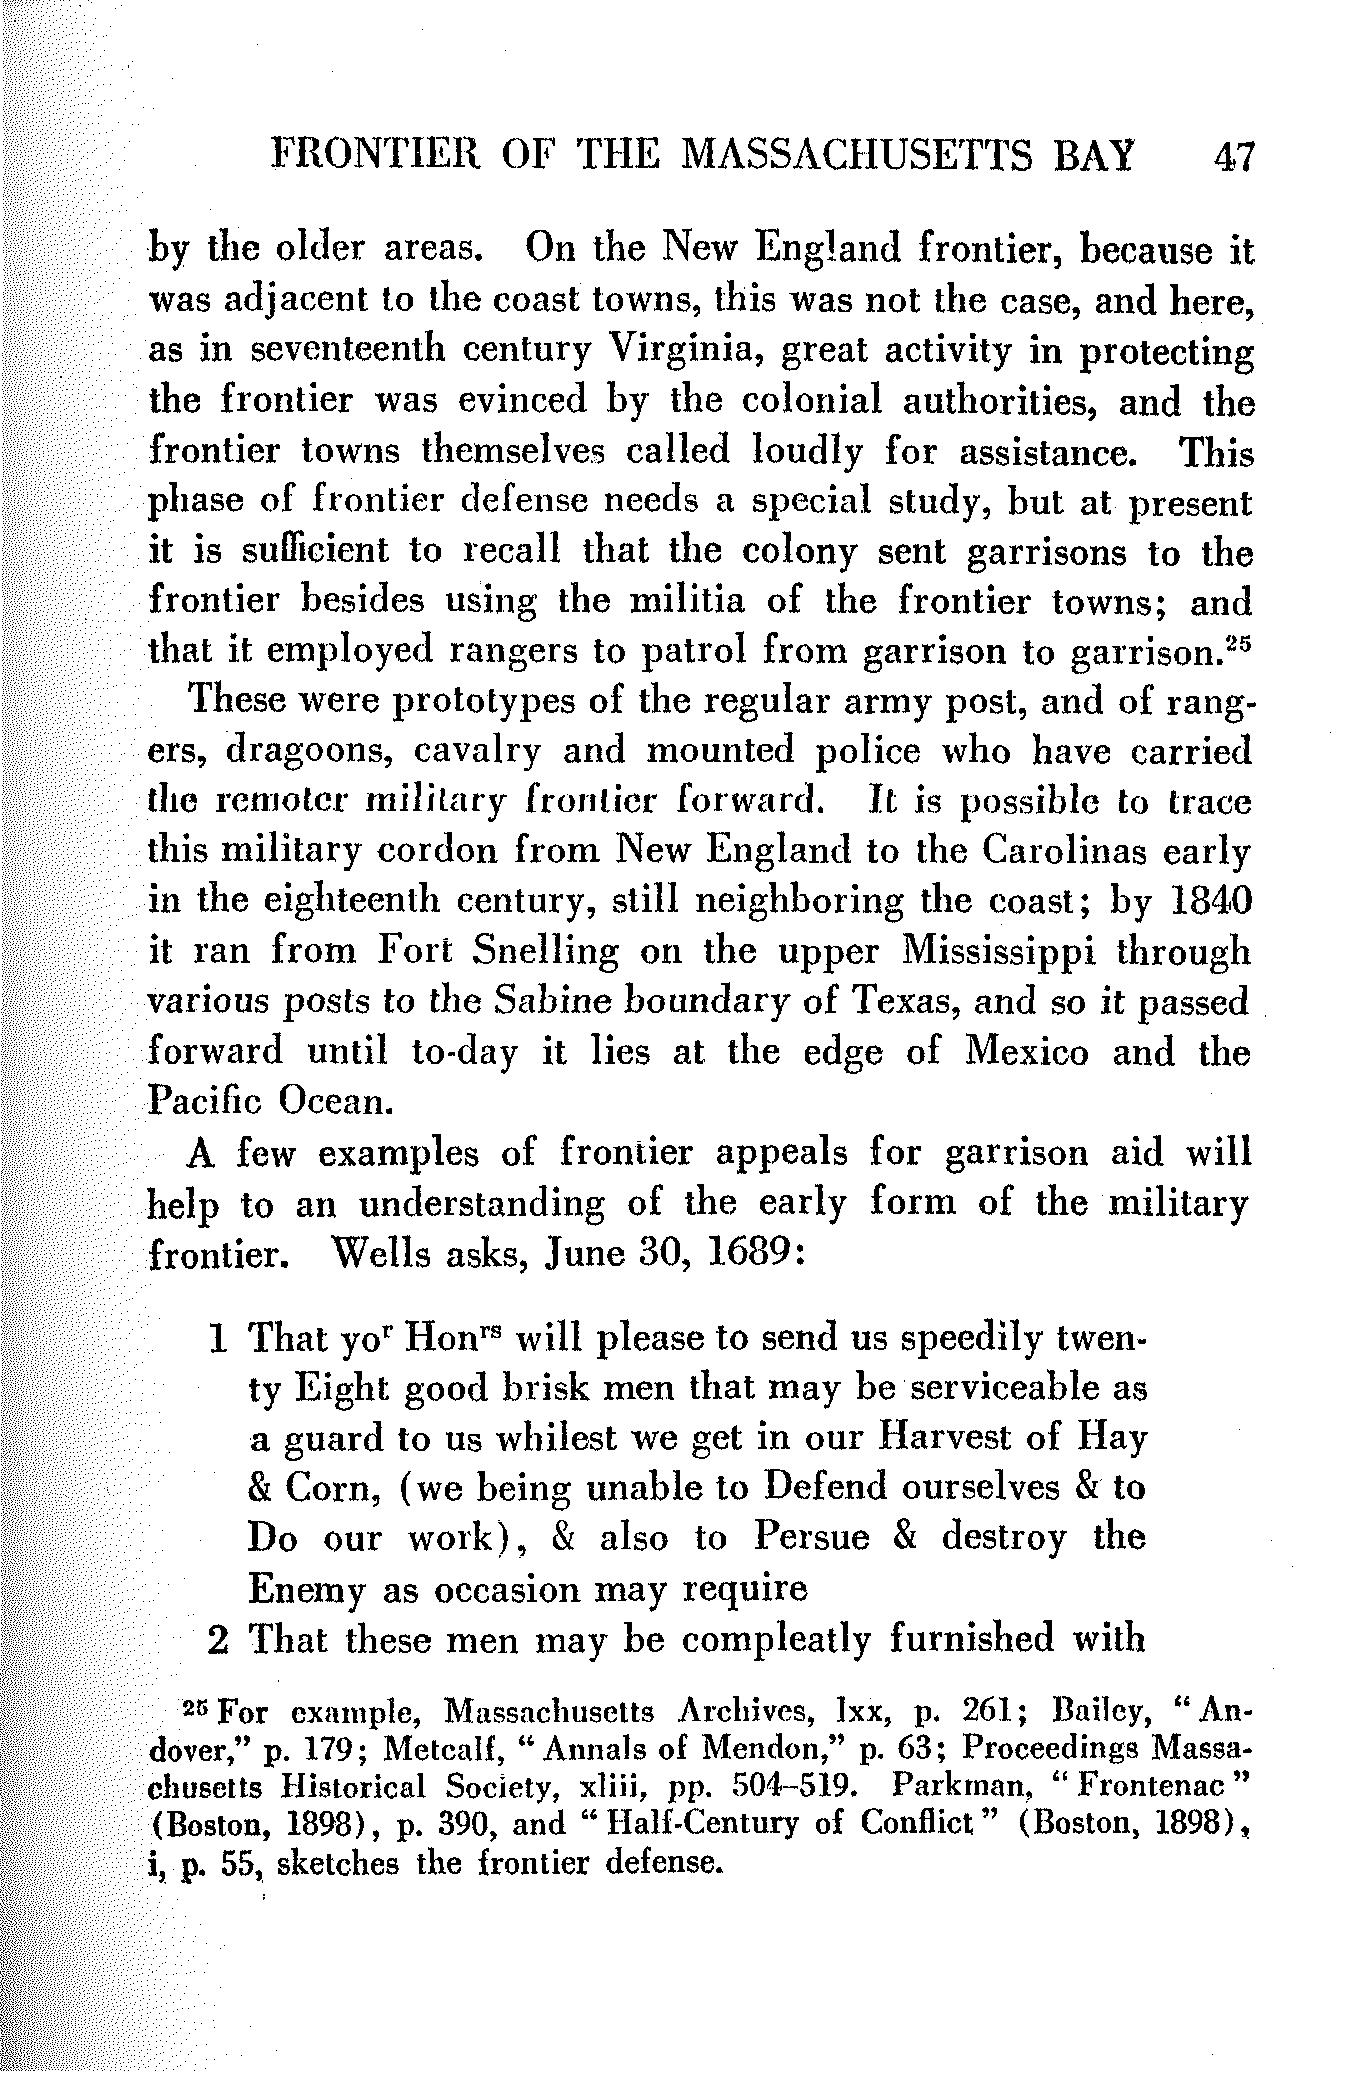 FRONTIER OF THE MASSACHUSETTS BAY 47
by the older areas. On the New England frontier, because it
was adjacent to the coast towns, this was not the case, and here,
as in seventeenth century Virginia, great activity in protecting
the frontier was evinced by the colonial authorities, and the
frontier towns themselves called loudly for assistance. This
phase of frontier defense needs a special study, but at present
it is sufficient to recall that the colony sent garrisons to the
frontier besides using the militia of the frontier towns; and
that it employed rangers to patrol from garrison to garrison.²⁵
These were prototypes of the regular army post, and of rang-
ers, dragoons, cavalry and mounted police who have carried
the remoter military frontier forward. It is possible to trace
this military cordon from New England to the Carolinas early
in the eighteenth century, still neighboring the coast; by 1840
it ran from Fort Snelling on the upper Mississippi through
various posts to the Sabine boundary of Texas, and so it passed
forward until to-day it lies at the edge of Mexico and the
Pacific Ocean.
A few examples of frontier appeals for garrison aid will
help to an understanding of the early form of the military
frontier. Wells asks, June 30, 1689:
1 That yoʳ Honʳˢ will please to send us speedily twen-
ty Eight good brisk men that may be serviceable as
a guard to us whilest we get in our Harvest of Hay
& Corn, (we being unable to Defend ourselves & to
Do our work), & also to Persue & destroy the
Enemy as occasion may require
2 That these men may be compleatly furnished with
²⁵ For example, Massachusetts Archives, lxx, p. 261; Bailey, "An-
dover," p. 179; Metcalf, "Annals of Mendon," p. 63; Proceedings Massa-
chusetts Historical Society, xliii, pp. 504–519. Parkman, "Frontenac"
(Boston, 1898), p. 390, and "Half-Century of Conflict" (Boston, 1898),
i, p. 55, sketches the frontier defense.